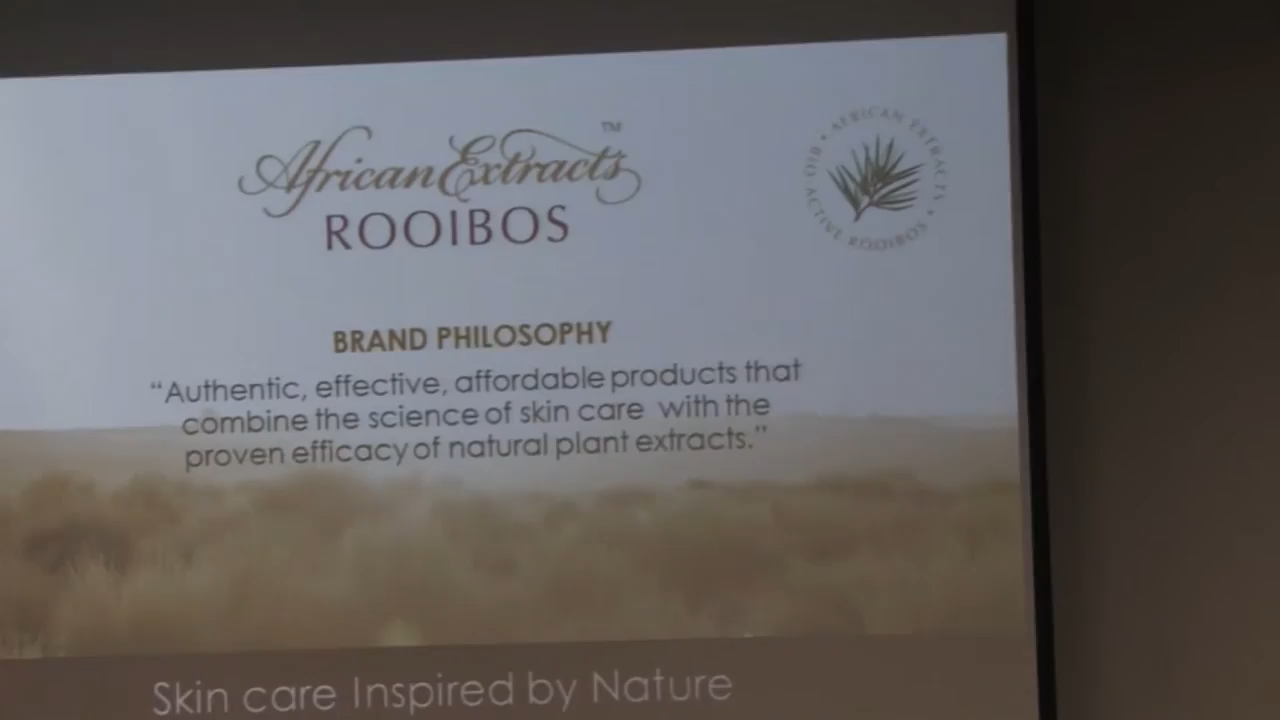 African Extracts™
ROOIBOS
• AFRICAN EXTRACTS • ACTIVE ROOIBOS
BRAND PHILOSOPHY
“Authentic, effective, affordable products that
combine the science of skin care with the
proven efficacy of natural plant extracts.”
Skin care Inspired by Nature